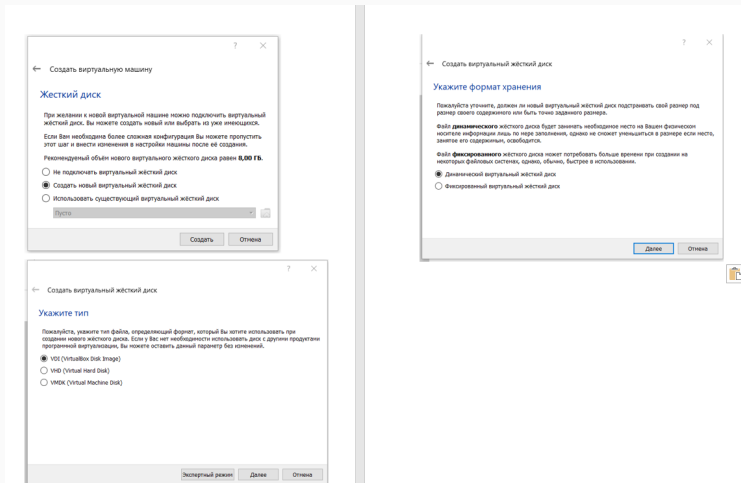 ? ×
← Создать виртуальную машину
Жесткий диск
При желании к новой виртуальной машине можно подключить виртуальный
жёсткий диск. Вы можете создать новый или выбрать из уже имеющихся.
Если Вам необходима более сложная конфигурация Вы можете пропустить
этот шаг и внести изменения в настройки машины после её создания.
Рекомендуемый объём нового виртуального жёсткого диска равен 8,00 ГБ.
Не подключать виртуальный жёсткий диск
Создать новый виртуальный жёсткий диск
Использовать существующий виртуальный жёсткий диск
Пусто
Создать Отмена
? ×
← Создать виртуальный жёсткий диск
Укажите тип
Пожалуйста, укажите тип файла, определяющий формат, который Вы хотите использовать при
создании нового жёсткого диска. Если у Вас нет необходимости использовать диск с другими продуктами
программной виртуализации, Вы можете оставить данный параметр без изменений.
VDI (VirtualBox Disk Image)
VHD (Virtual Hard Disk)
VMDK (Virtual Machine Disk)
Экспертный режим Далее Отмена
? ×
← Создать виртуальный жёсткий диск
Укажите формат хранения
Пожалуйста уточните, должен ли новый виртуальный жёсткий диск подстраивать свой размер под
размер своего содержимого или быть точно заданного размера.
Файл динамического жёсткого диска будет занимать необходимое место на Вашем физическом
носителе информации лишь по мере заполнения, однако не сможет уменьшиться в размере если место,
занятое его содержимым, освободится.
Файл фиксированного жёсткого диска может потребовать больше времени при создании на
некоторых файловых системах, однако, обычно, быстрее в использовании.
Динамический виртуальный жёсткий диск
Фиксированный виртуальный жёсткий диск
Далее Отмена